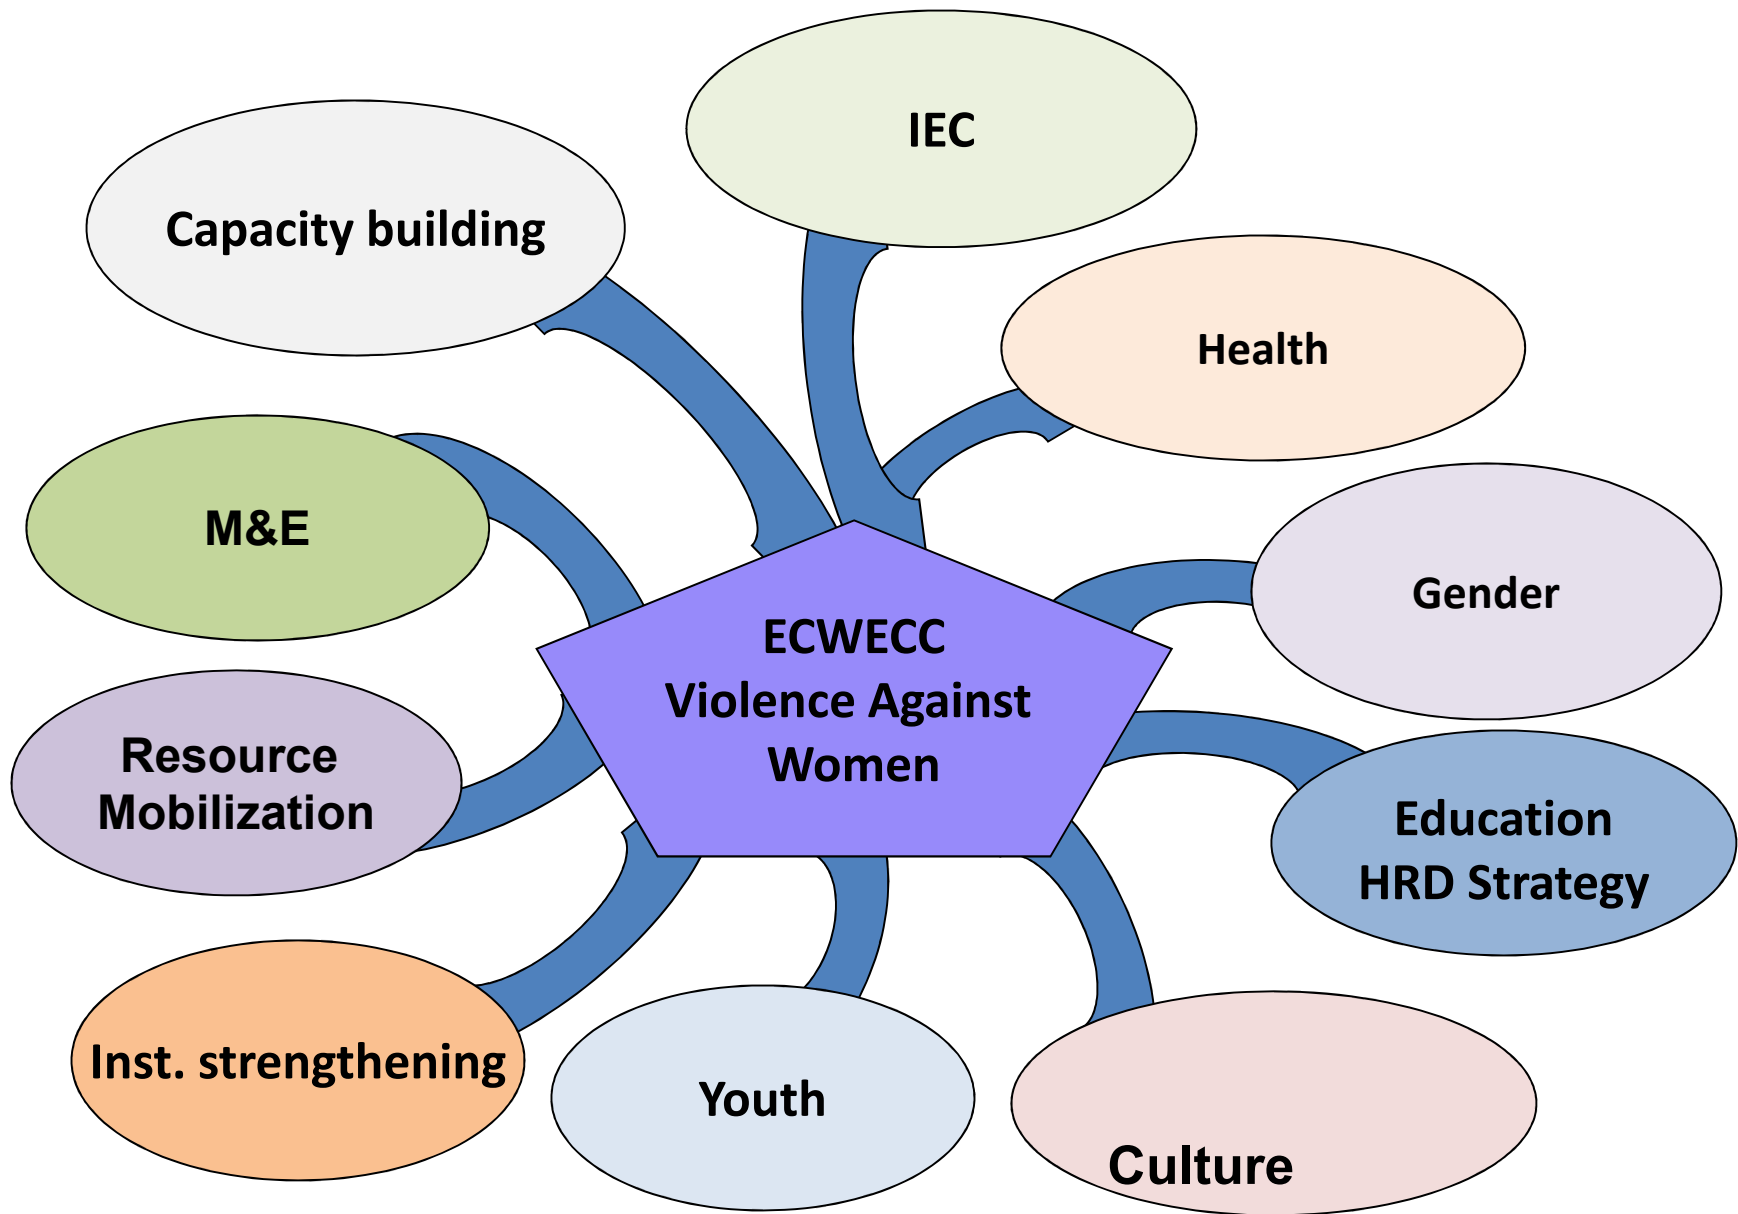 IEC
Capacity building
Health
M&E
Gender
ECWECC
Violence Against
Women
Resource
Mobilization
Education
HRD Strategy
Inst. strengthening
Youth
Culture